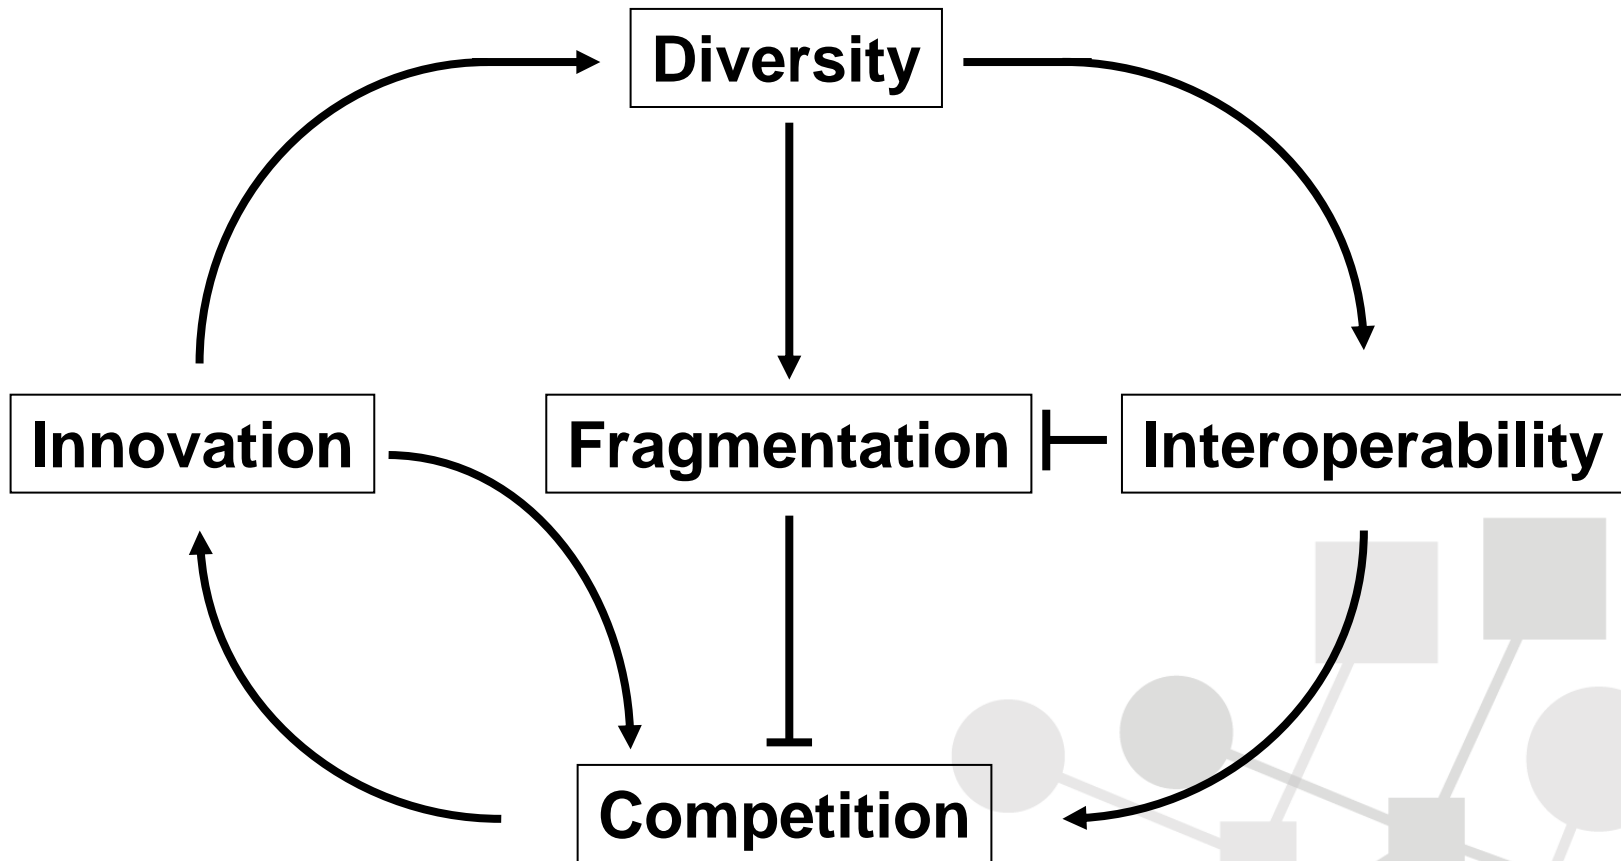 Diversity
Innovation
Fragmentation
Interoperability
Competition